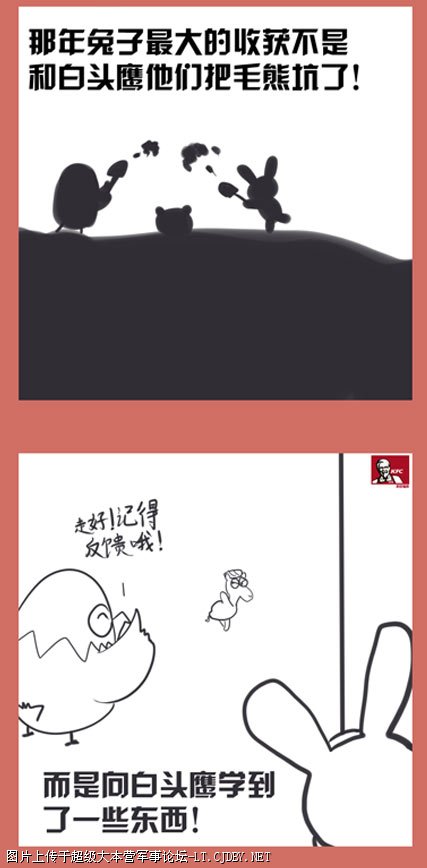 那年兔子最大的收获不是
和白头鹰他们把毛熊坑了!
KFC
走好!记得
反馈哦!
而是向白头鹰学到
了一些东西!
图片上传于超级大本营军事论坛-LT.CJDBY.NET